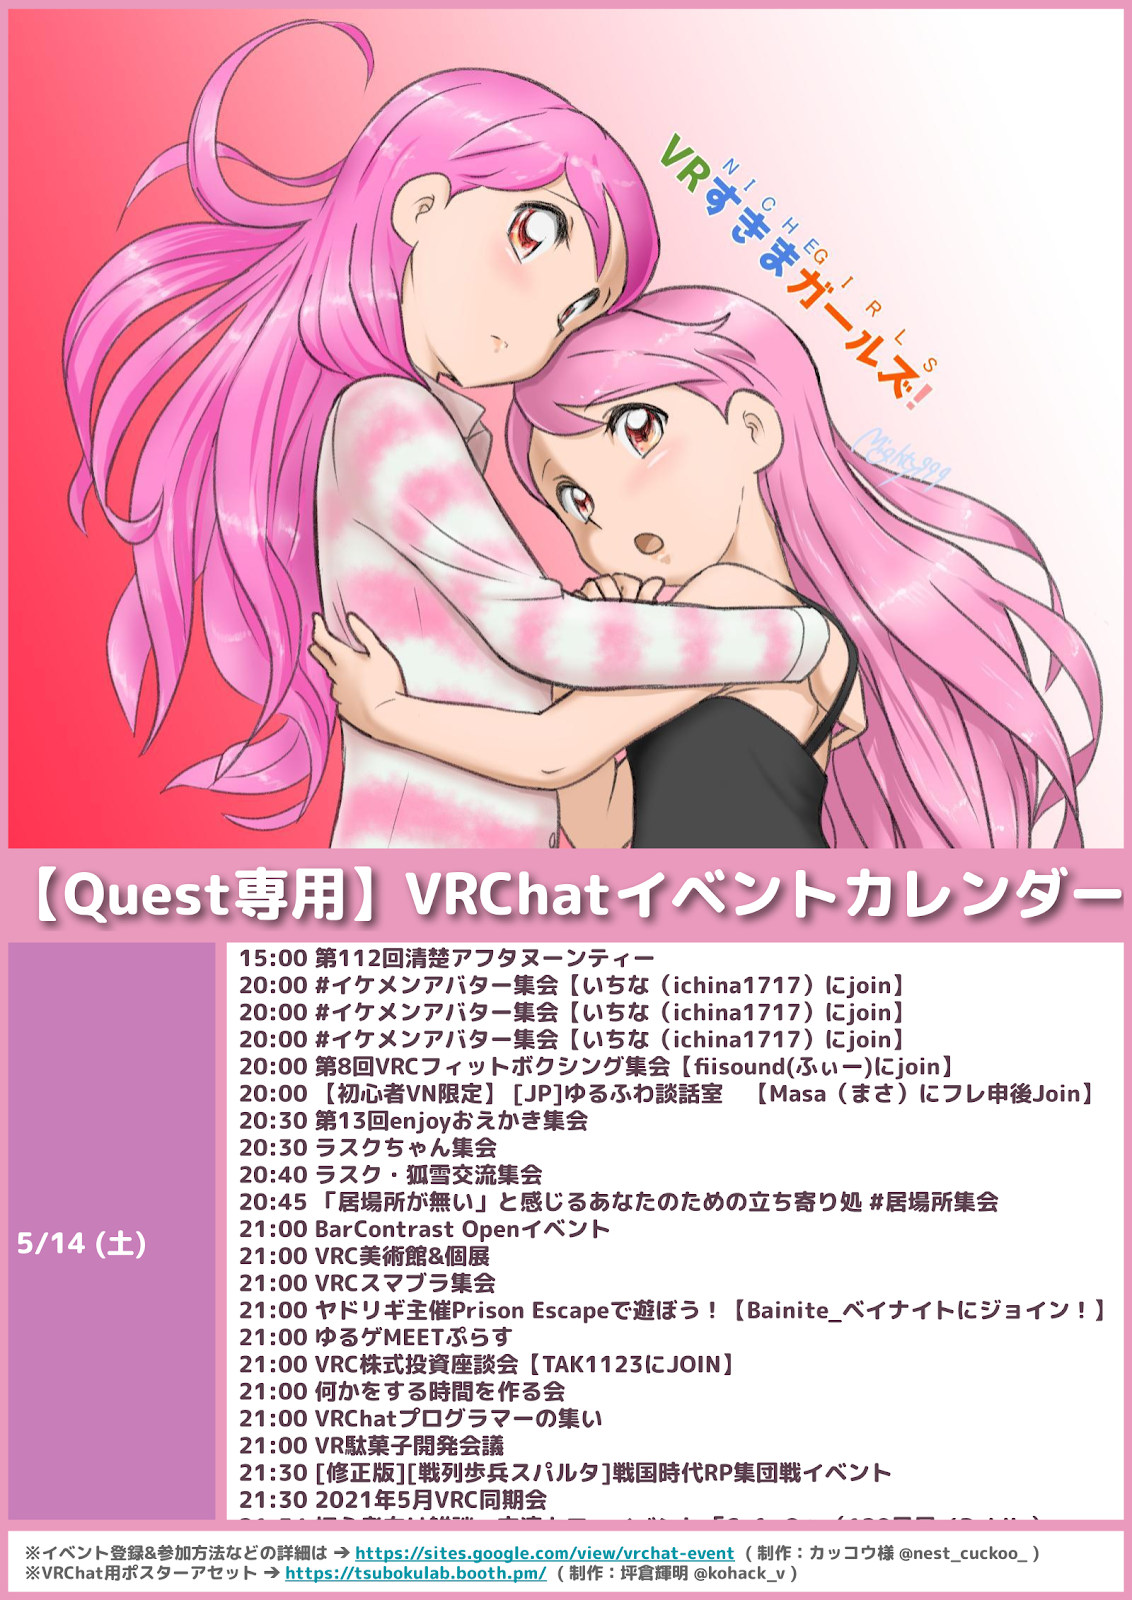 NICHE GIRLS
VRすきまガールズ!
Mighty999
【Quest専用】VRChatイベントカレンダー
5/14 (土)
15:00 第112回清楚アフタヌーンティー
20:00 #イケメンアバター集会【いちな（ichina1717）にjoin】
20:00 #イケメンアバター集会【いちな（ichina1717）にjoin】
20:00 #イケメンアバター集会【いちな（ichina1717）にjoin】
20:00 第8回VRCフィットボクシング集会【fiisound(ふぃー)にjoin】
20:00 【初心者VN限定】 [JP]ゆるふわ談話室　【Masa（まさ）にフレ申後Join】
20:30 第13回enjoyおえかき集会
20:30 ラスクちゃん集会
20:40 ラスク・狐雪交流集会
20:45 「居場所が無い」と感じるあなたのための立ち寄り処 #居場所集会
21:00 BarContrast Openイベント
21:00 VRC美術館&個展
21:00 VRCスマブラ集会
21:00 ヤドリギ主催Prison Escapeで遊ぼう！【Bainite_ベイナイトにジョイン！】
21:00 ゆるゲMEETぷらす
21:00 VRC株式投資座談会【TAK1123にJOIN】
21:00 何かをする時間を作る会
21:00 VRChatプログラマーの集い
21:00 VR駄菓子開発会議
21:30 [修正版][戦列歩兵スパルタ]戦国時代RP集団戦イベント
21:30 2021年5月VRC同期会
※イベント登録&参加方法などの詳細は → https://sites.google.com/view/vrchat-event ( 制作：カッコウ様 @nest_cuckoo_ )
※VRChat用ポスターアセット → https://tsubokulab.booth.pm/ ( 制作：坪倉輝明 @kohack_v )